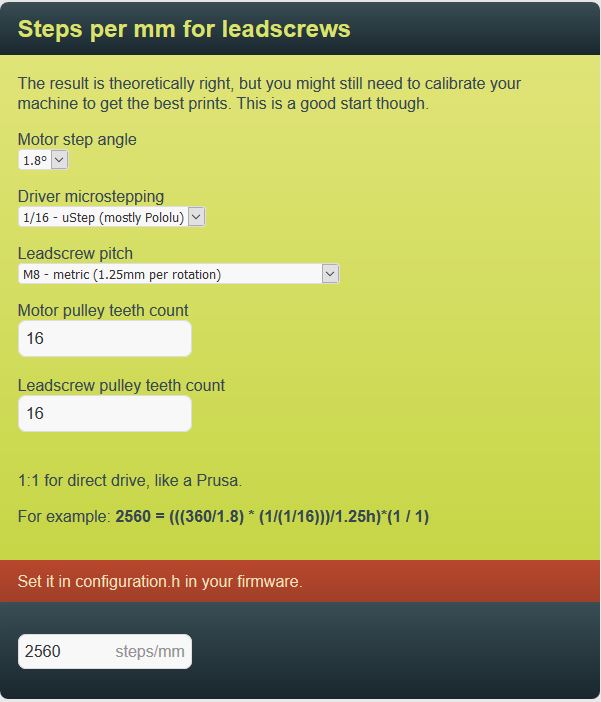 Steps per mm for leadscrews
The result is theoretically right, but you might still need to calibrate your
machine to get the best prints. This is a good start though.
Motor step angle
1.8º
Driver microstepping
1/16 - uStep (mostly Pololu)
Leadscrew pitch
M8 - metric (1.25mm per rotation)
Motor pulley teeth count
16
Leadscrew pulley teeth count
16
1:1 for direct drive, like a Prusa.
For example: 2560 = (((360/1.8) * (1/(1/16)))/1.25h)*(1 / 1)
Set it in configuration.h in your firmware.
2560 steps/mm